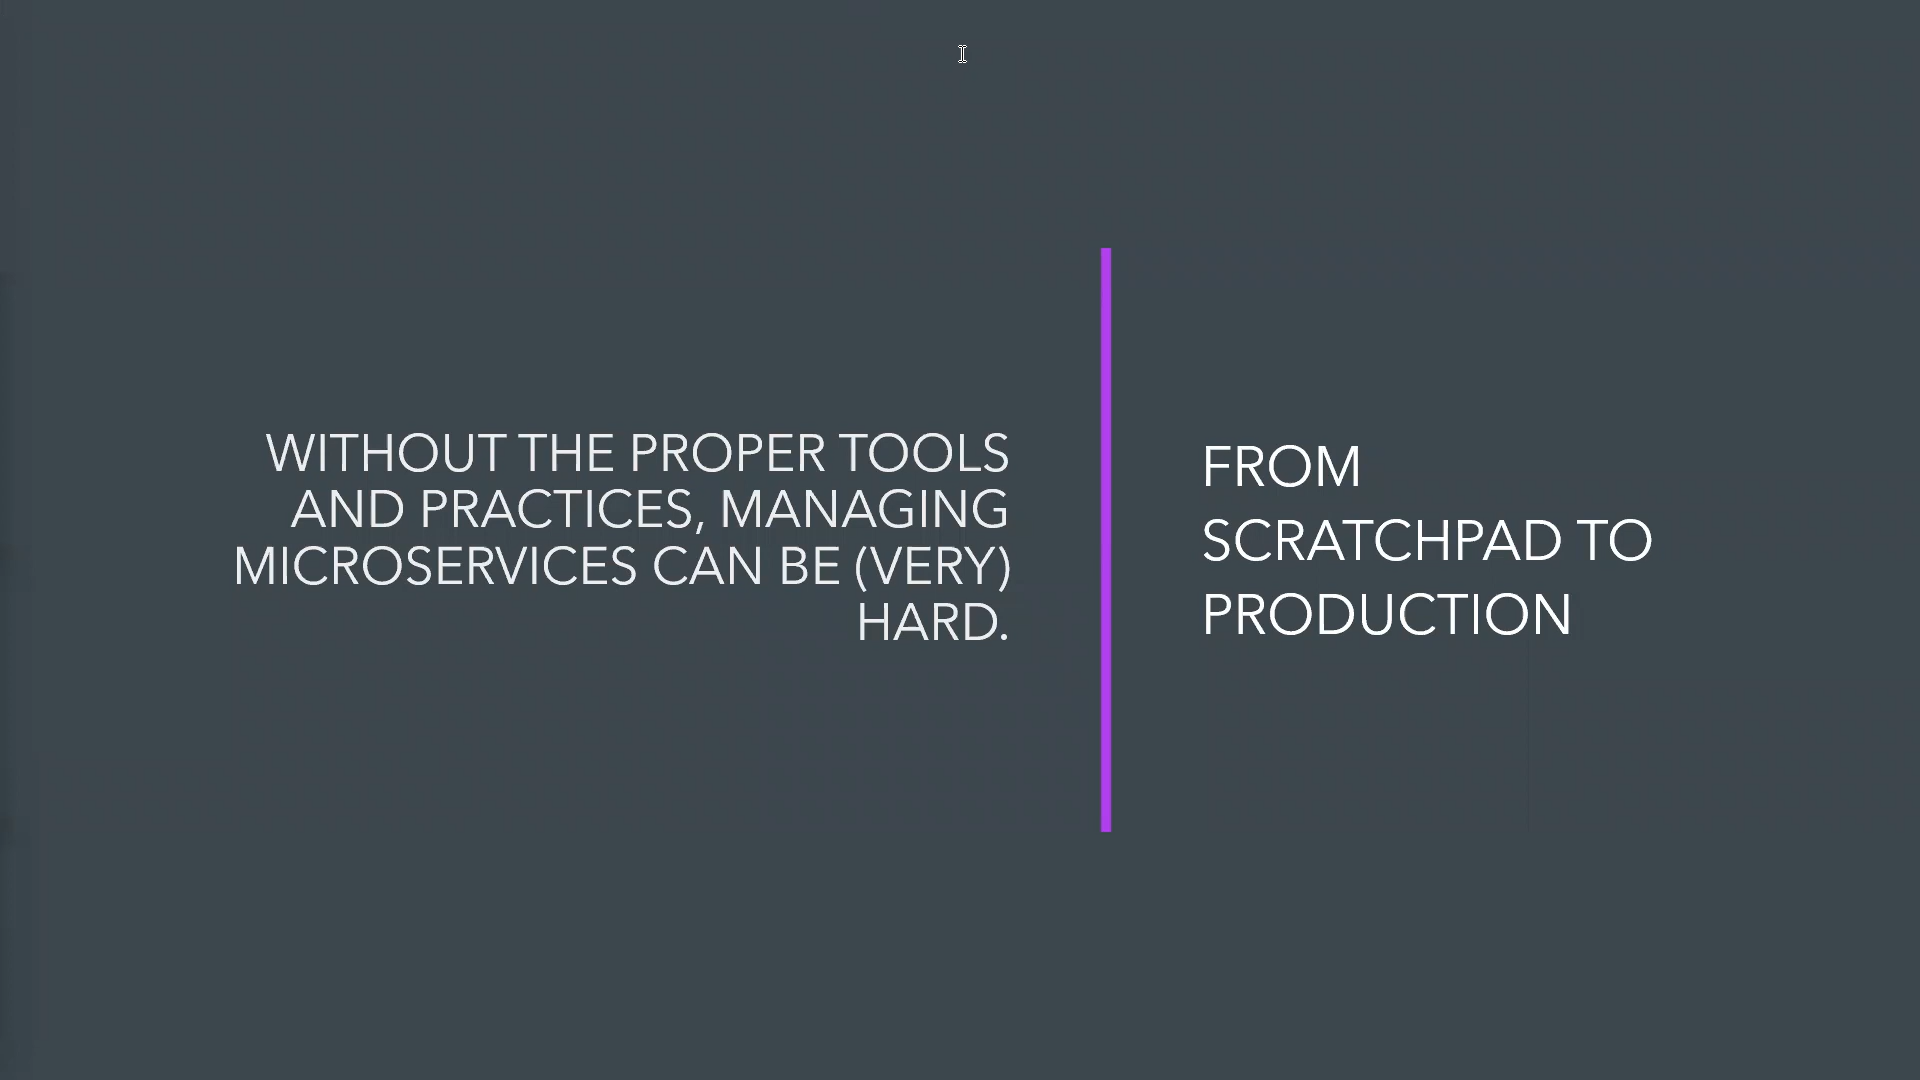 WITHOUT THE PROPER TOOLS
AND PRACTICES, MANAGING
MICROSERVICES CAN BE (VERY)
HARD.
FROM
SCRATCHPAD TO
PRODUCTION